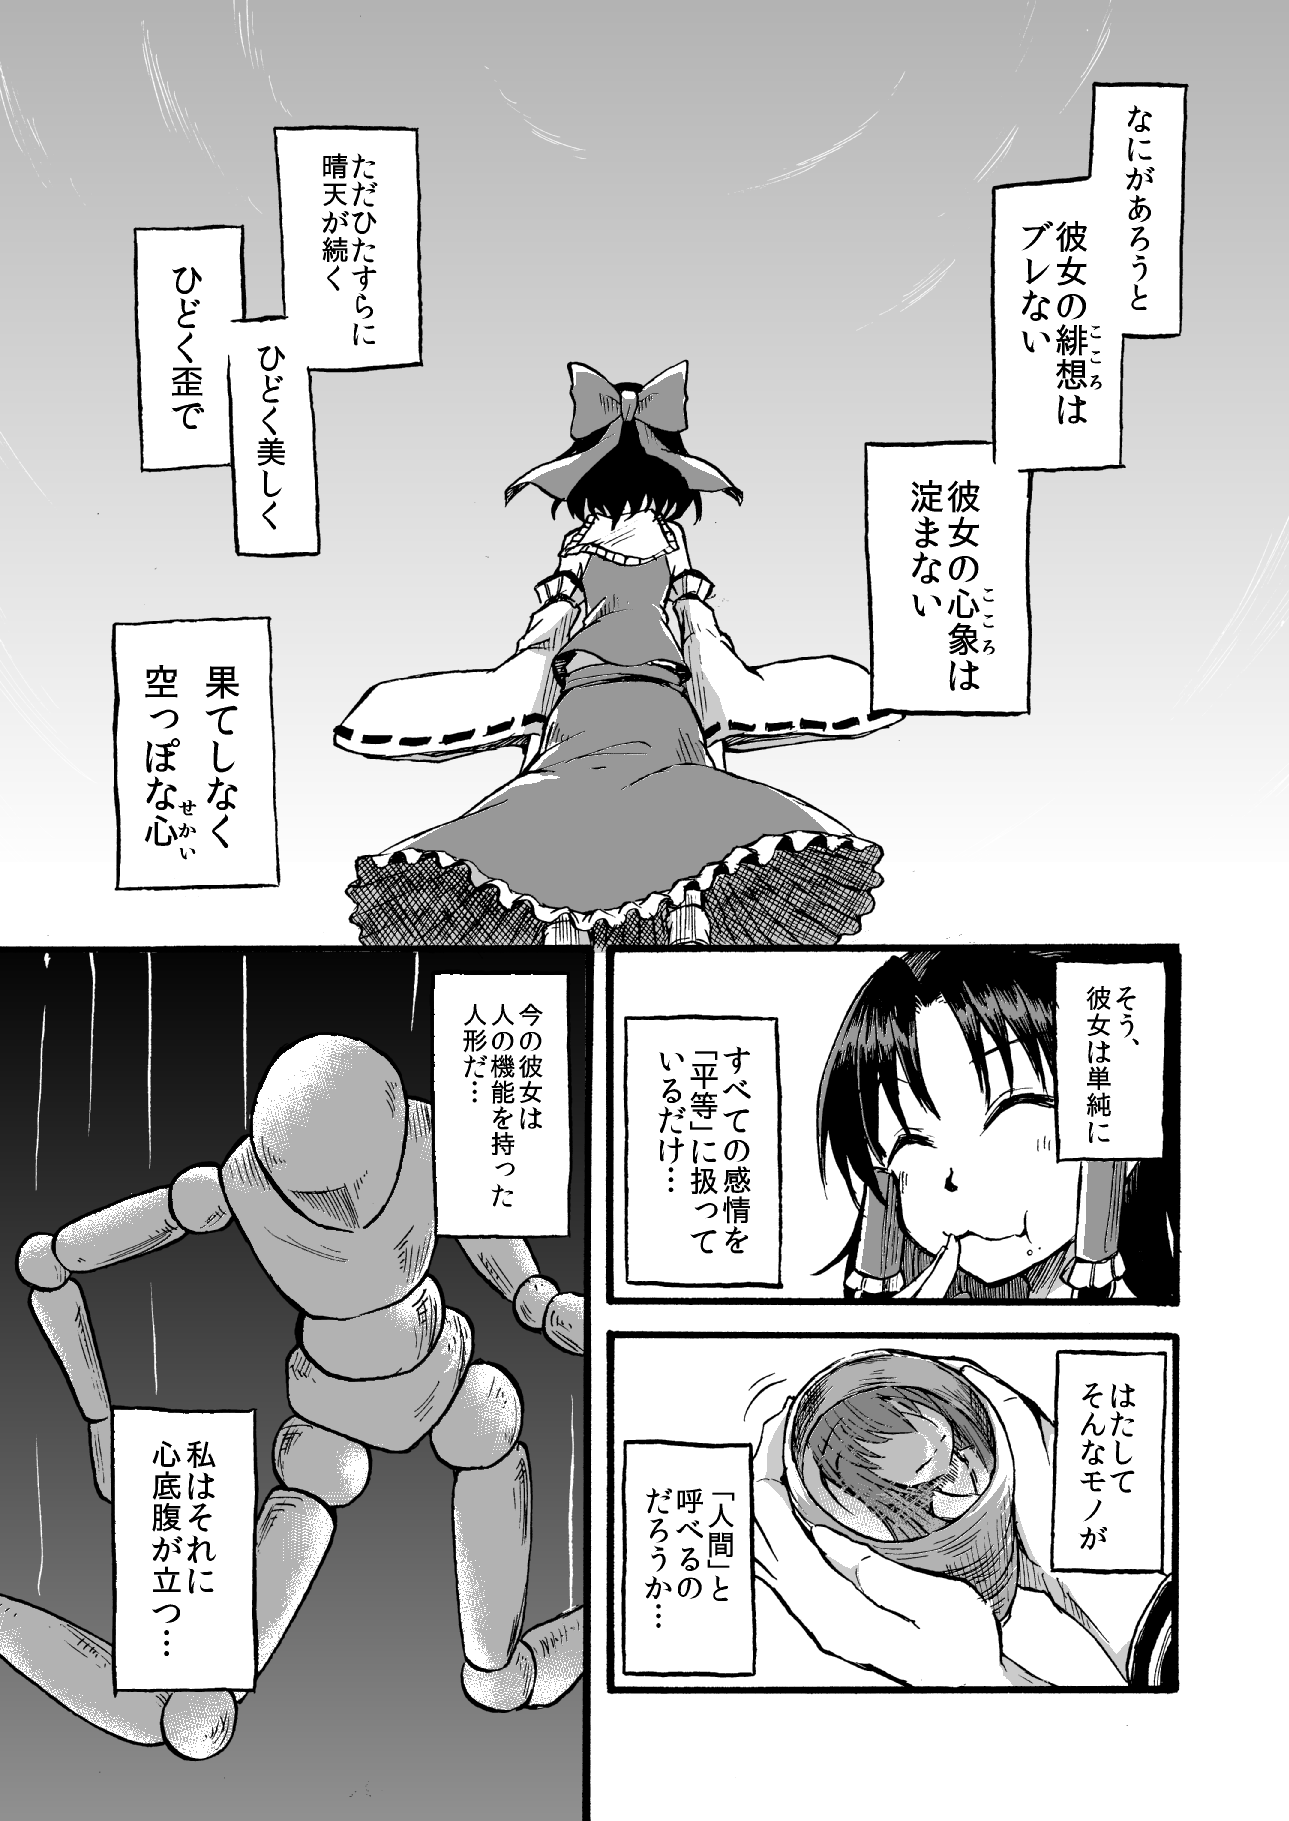 なにがあろうと
彼女の緋想は
こころ
ブレない
彼女の心象は
こころ
淀まない
ただひたすらに
晴天が続く
ひどく美しく
ひどく歪で
果てしなく
空っぽな心
せかい
そう、
彼女は単純に
すべての感情を
「平等」に扱って
いるだけ…
はたして
そんなモノが
「人間」と
呼べるの
だろうか…
今の彼女は
人の機能を持った
人形だ…
私はそれに
心底腹が立つ…